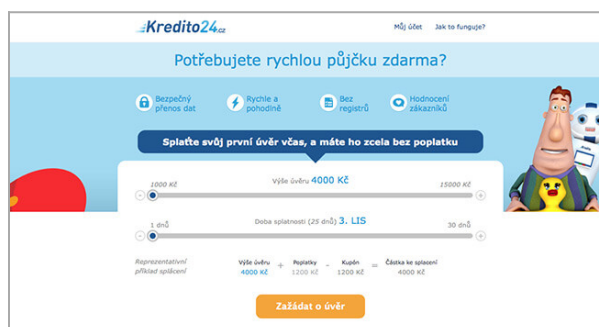 Kredito24.cz
Můj účet Jak to funguje?
Potřebujete rychlou půjčku zdarma?
Bezpečný přenos dat
Rychle a pohodlně
Bez registrů
Hodnocení zákazníků
Splaťte svůj první úvěr včas, a máte ho zcela bez poplatku
1000 Kč Výše úvěru 4000 Kč 15000 Kč
1 dnů Doba splatnosti (25 dnů) 3. LIS 30 dnů
Reprezentativní příklad splácení
Výše úvěru + Poplatky - Kupón = Částka ke splacení
4000 Kč 1200 Kč 1200 Kč 4000 Kč
Zažádat o úvěr